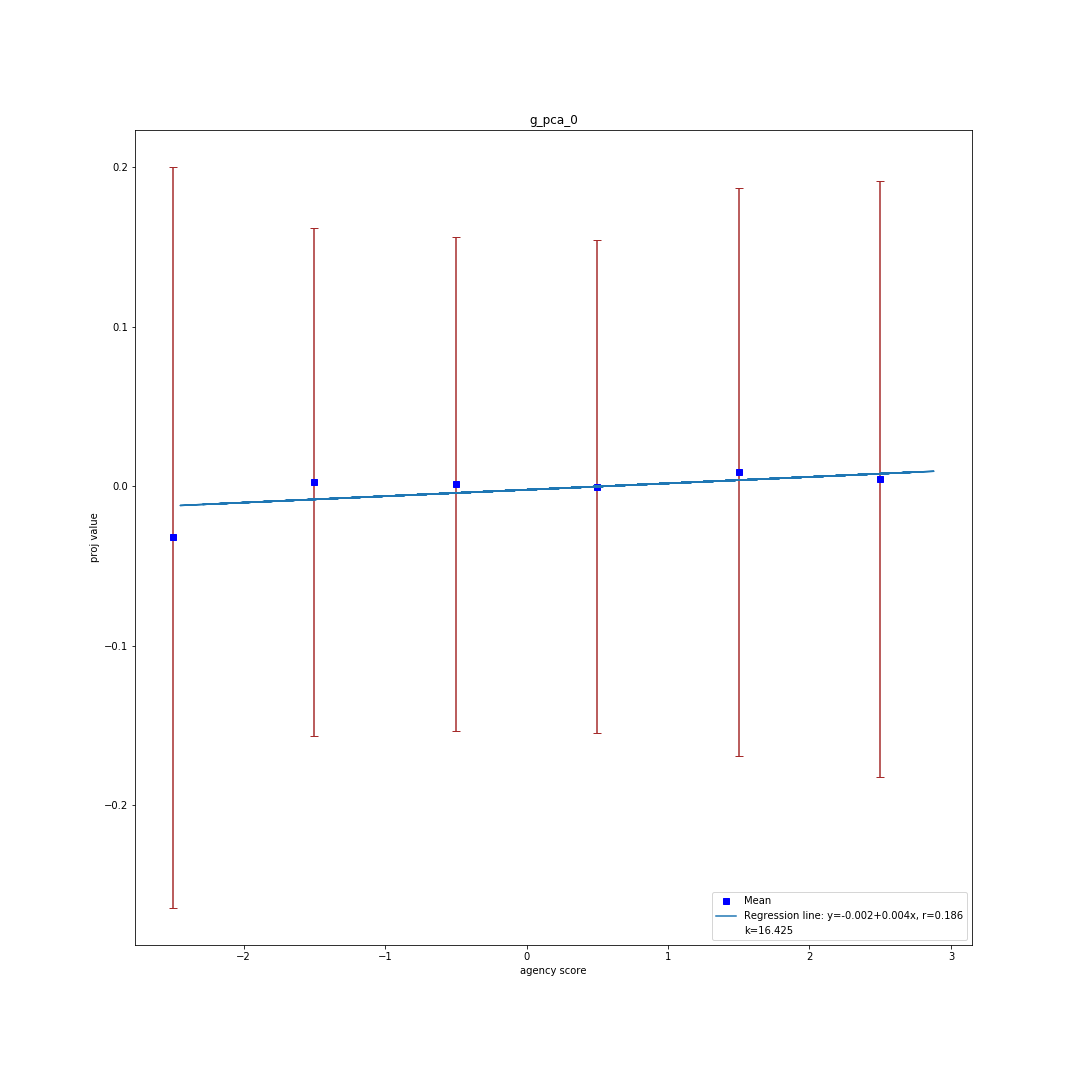 g_pca_0
0.2
0.1
0.0
−0.1
−0.2
proj value
−2
−1
0
1
2
3
agency score
Mean
Regression line: y=-0.002+0.004x, r=0.186
k=16.425